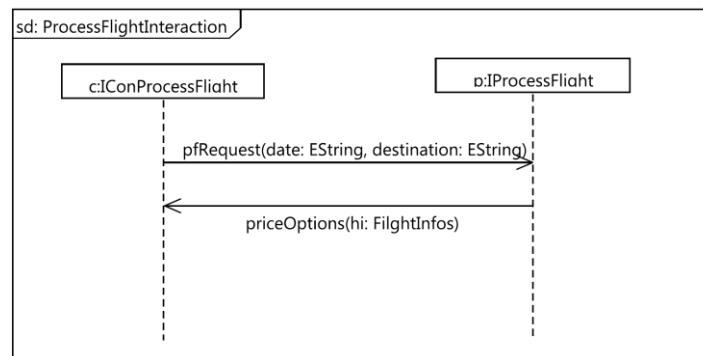 sd: ProcessFlightInteraction
c:IConProcessFlight
p:IProcessFlight
pfRequest(date: EString, destination: EString)
priceOptions(hi: FilghtInfos)